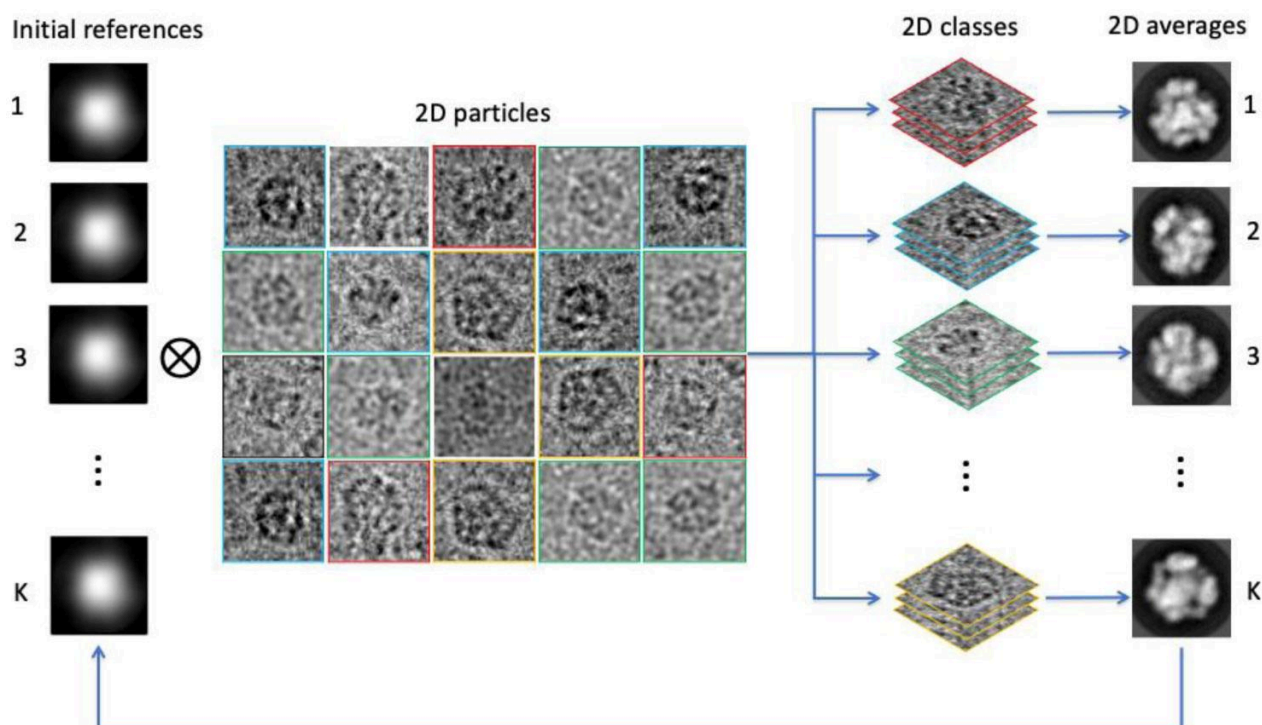 Initial references
2D particles
2D classes
2D averages
1
2
3
⋮
K
⊗
⋮
1
2
3
⋮
K